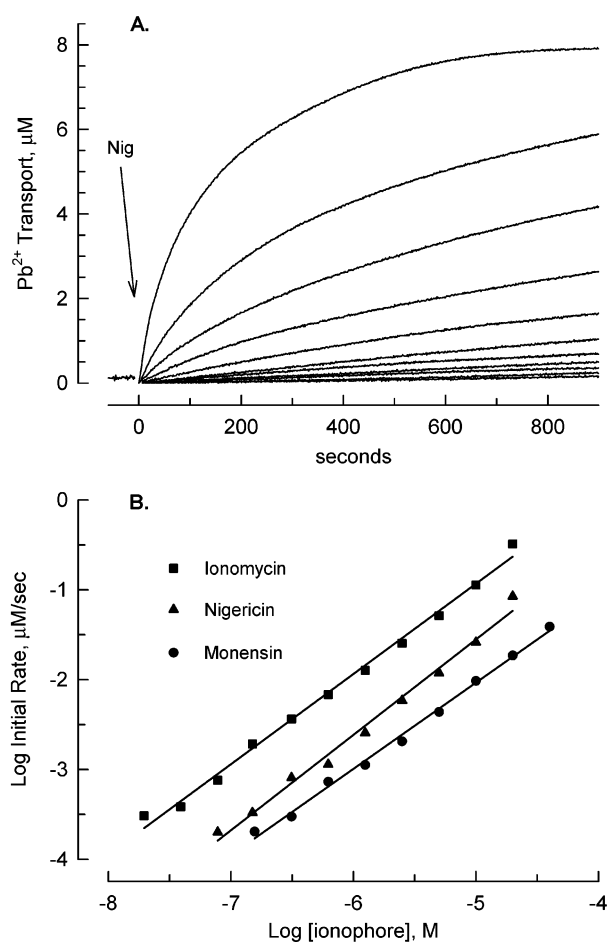 A.
8
6
4
2
0
Pb2+ Transport, μM
Nig
0
200
400
600
800
seconds
B.
0
-1
-2
-3
-4
Log Initial Rate, μM/sec
Ionomycin
Nigericin
Monensin
-8
-7
-6
-5
-4
Log [ionophore], M